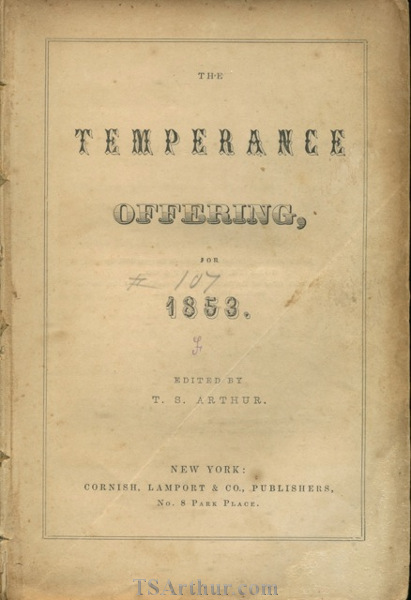 THE
TEMPERANCE
OFFERING,
FOR
# 107
1853.
EDITED BY
T. S. ARTHUR.
NEW YORK:
CORNISH, LAMPORT & CO., PUBLISHERS,
No. 8 Park Place.
TSArthur.com